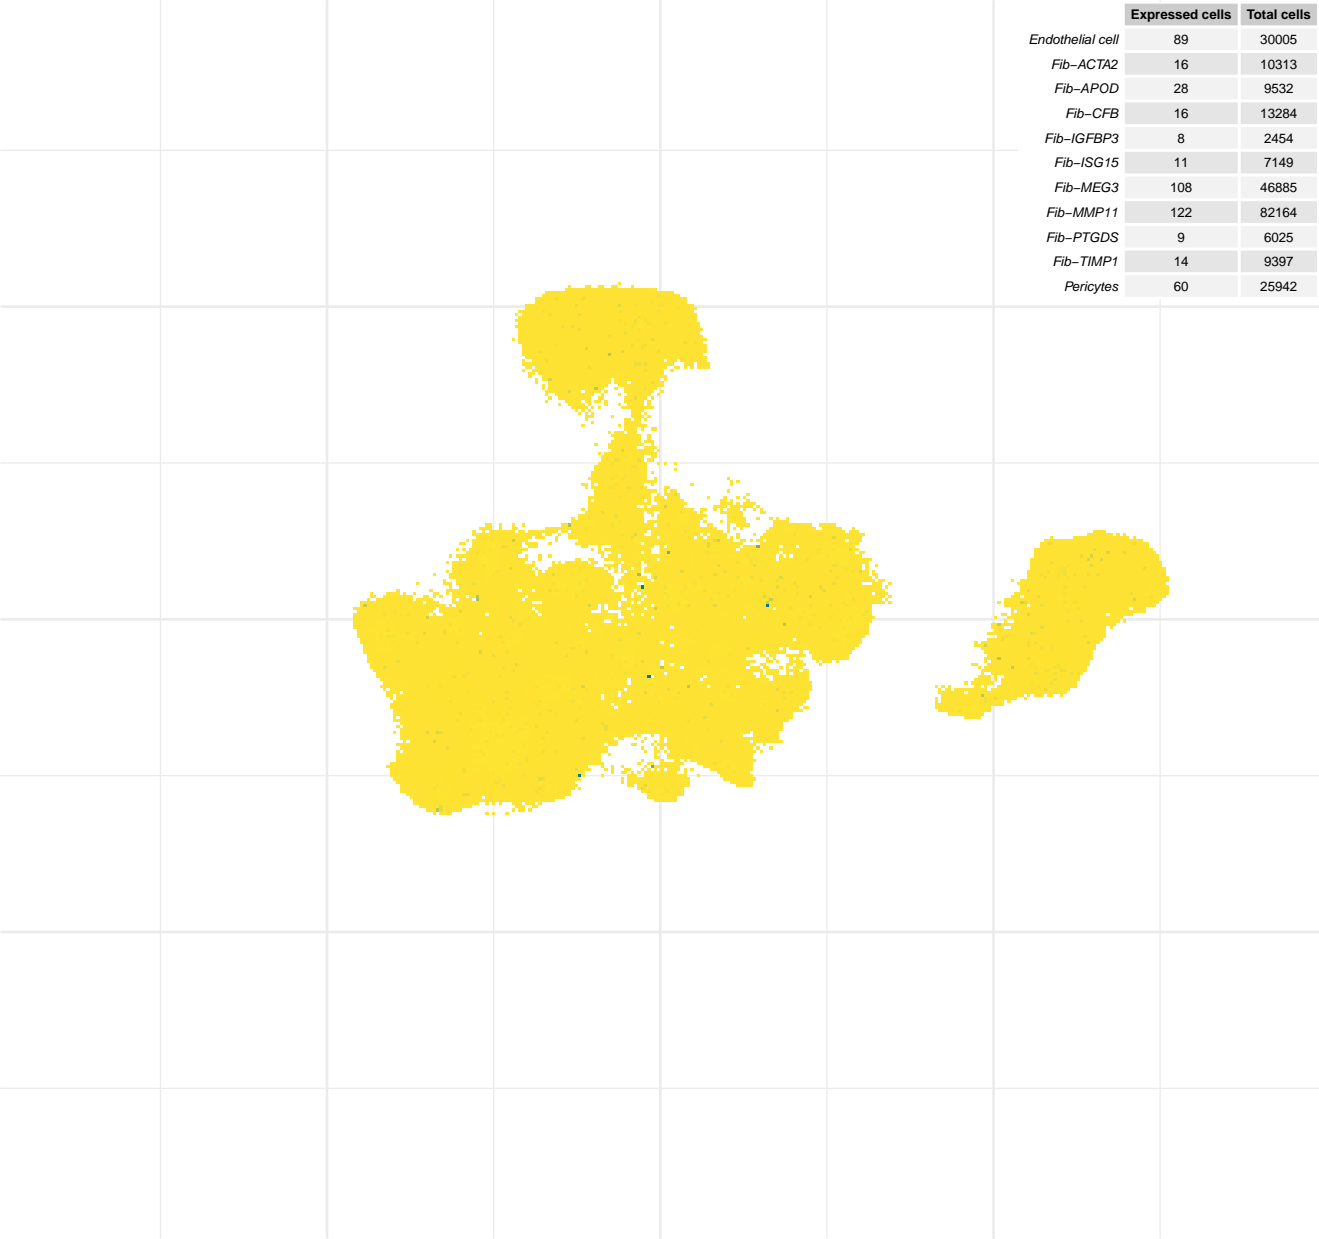 Expressed cells Total cells
Endothelial cell 89 30005
Fib−ACTA2 16 10313
Fib−APOD 28 9532
Fib−CFB 16 13284
Fib−IGFBP3 8 2454
Fib−ISG15 11 7149
Fib−MEG3 108 46885
Fib−MMP11 122 82164
Fib−PTGDS 9 6025
Fib−TIMP1 14 9397
Pericytes 60 25942